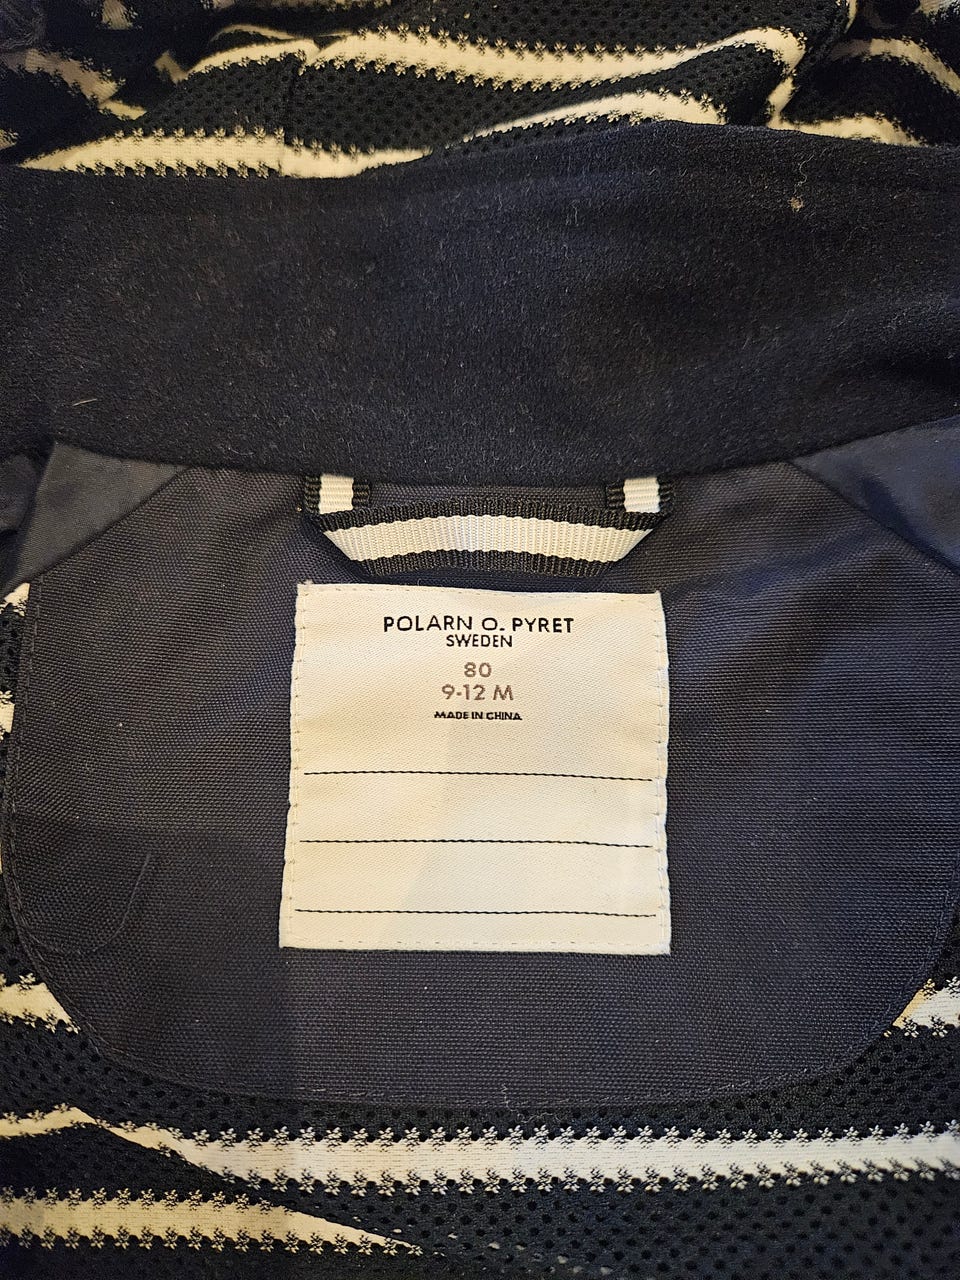 POLARN O. PYRET
SWEDEN
80
9-12 M
MADE IN CHINA